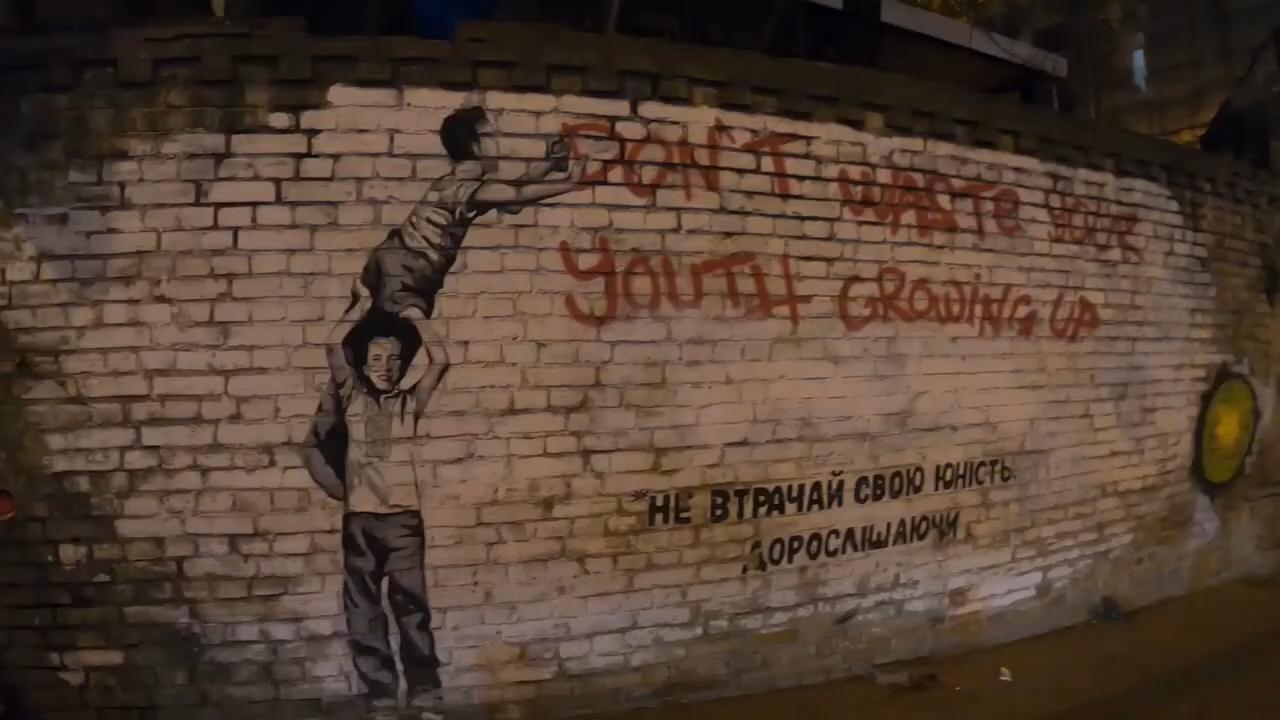 DON'T WASTE YOUR
YOUTH GROWING UP
*НЕ ВТРАЧАЙ СВОЮ ЮНІСТЬ,
ДОРОСЛІШАЮЧИ